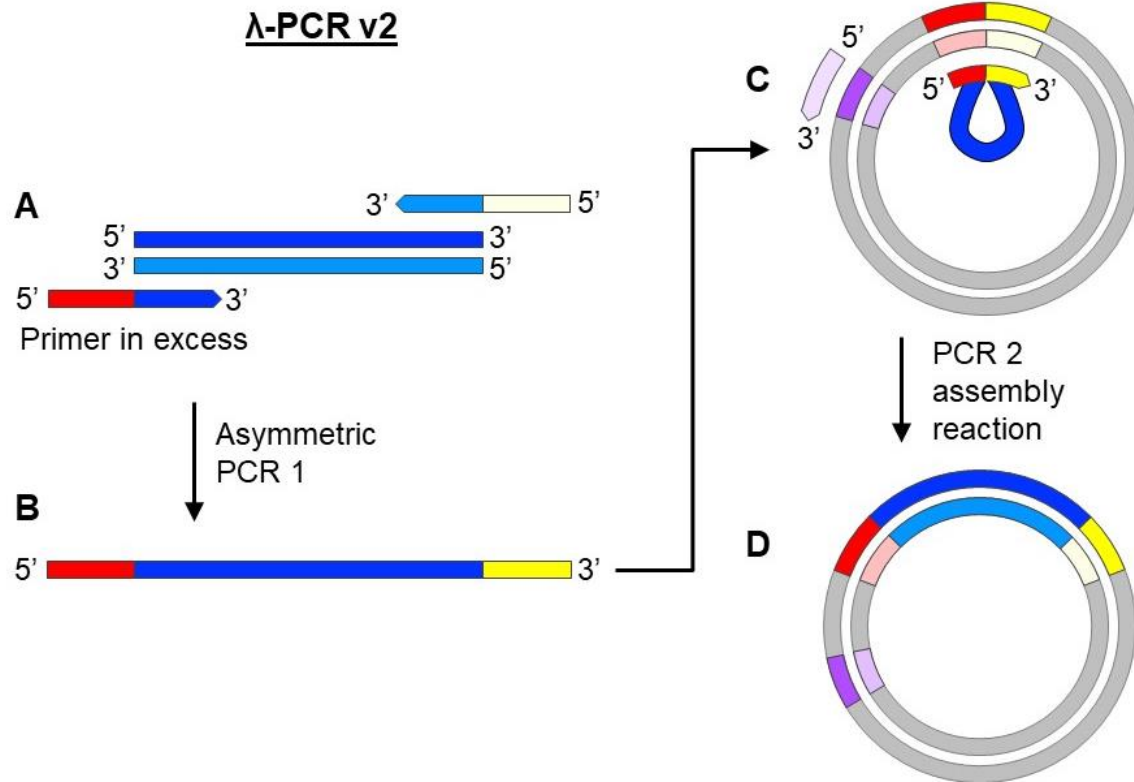 λ-PCR v2
A
3’
5’
5’
3’
3’
5’
5’
3’
Primer in excess
Asymmetric
PCR 1
B
5’
3’
C
5’
3’
5’
3’
PCR 2
assembly
reaction
D